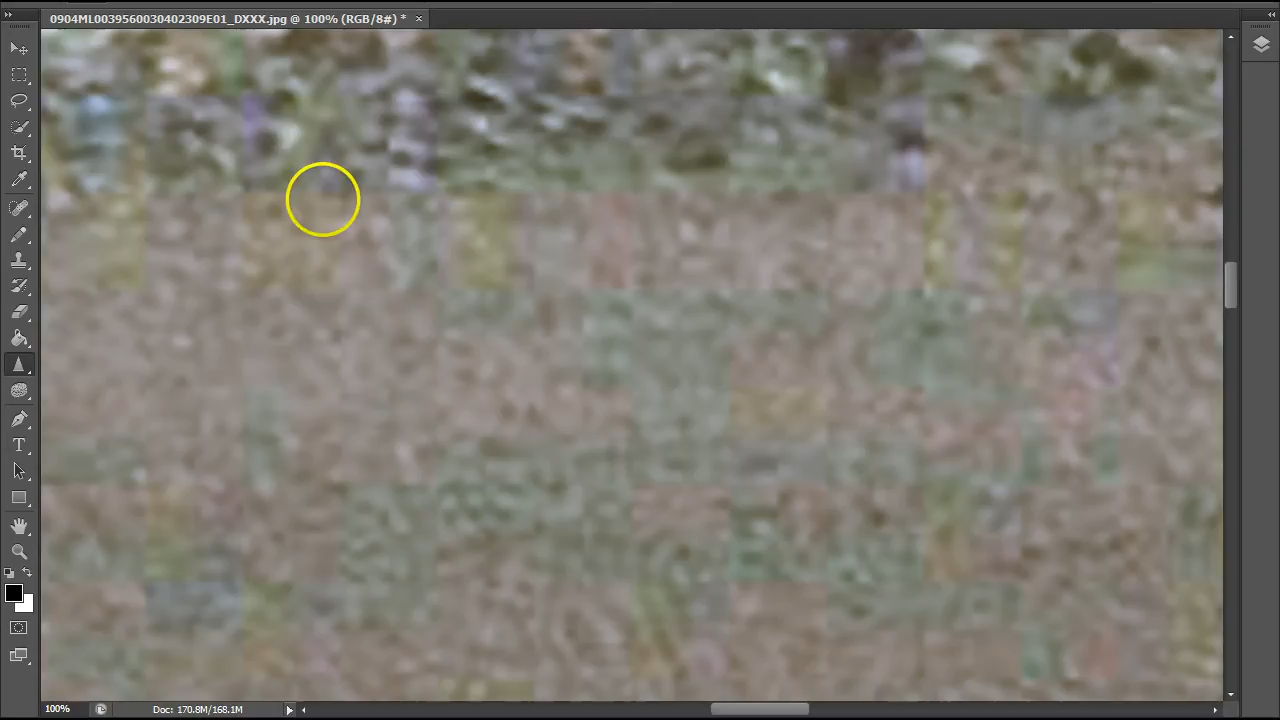 0904ML0039560030402309E01_DXXX.jpg @ 100% (RGB/8#) * ×
T
100% Doc: 170.8M/168.1M